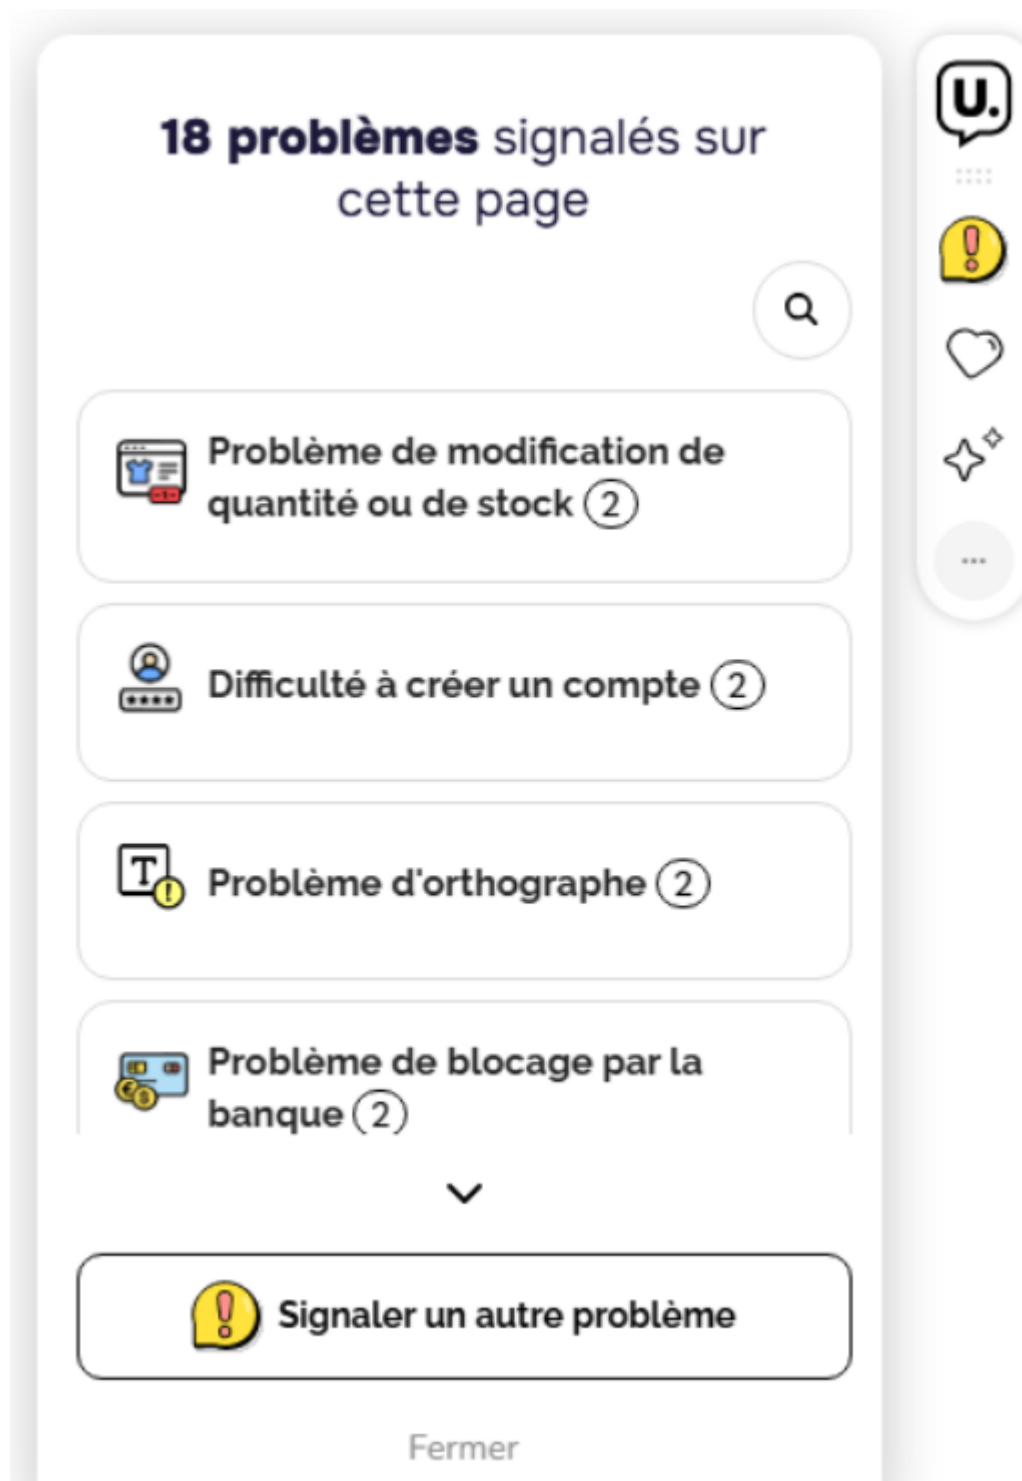 18 problèmes signalés sur
cette page
U.
Problème de modification de
quantité ou de stock 2
Difficulté à créer un compte 2
T
Problème d'orthographe 2
Problème de blocage par la
banque 2
Signaler un autre problème
Fermer